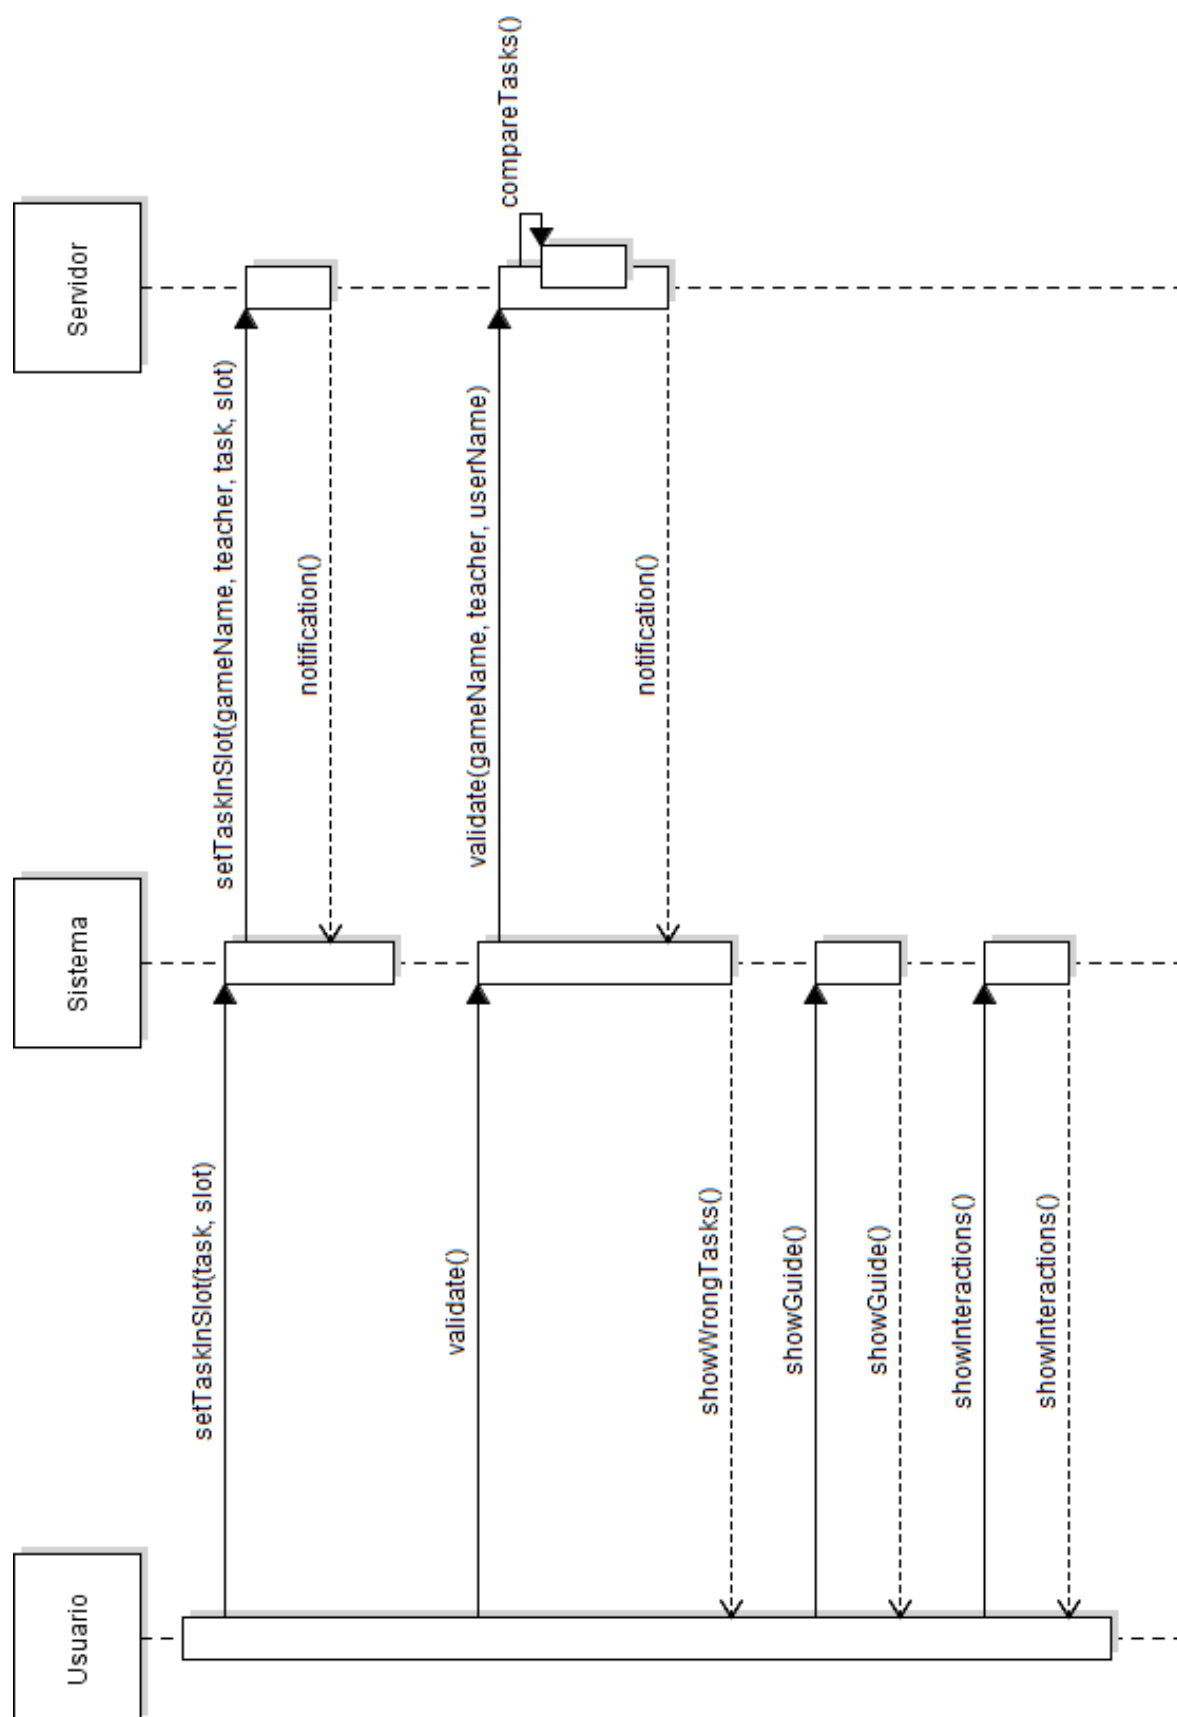 Usuario
Sistema
Servidor
setTaskInSlot(task, slot)
setTaskInSlot(gameName, teacher, task, slot)
notification()
validate()
validate(gameName, teacher, userName)
compareTasks()
notification()
showWrongTasks()
showGuide()
showGuide()
showInteractions()
showInteractions()